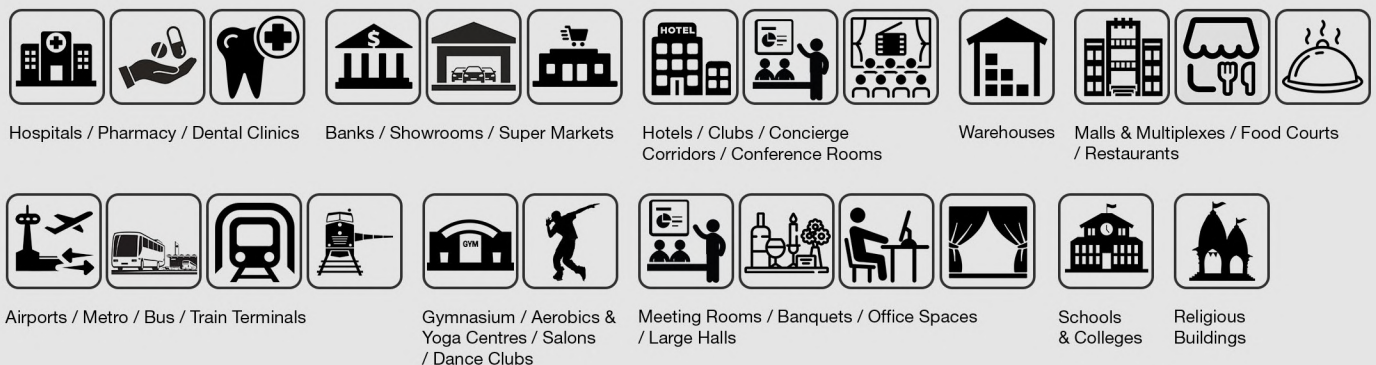 $
HOTEL
Hospitals / Pharmacy / Dental Clinics
Banks / Showrooms / Super Markets
Hotels / Clubs / Concierge
Corridors / Conference Rooms
Warehouses
Malls & Multiplexes / Food Courts
/ Restaurants
GYM
Airports / Metro / Bus / Train Terminals
Gymnasium / Aerobics &
Yoga Centres / Salons
/ Dance Clubs
Meeting Rooms / Banquets / Office Spaces
/ Large Halls
Schools
& Colleges
Religious
Buildings